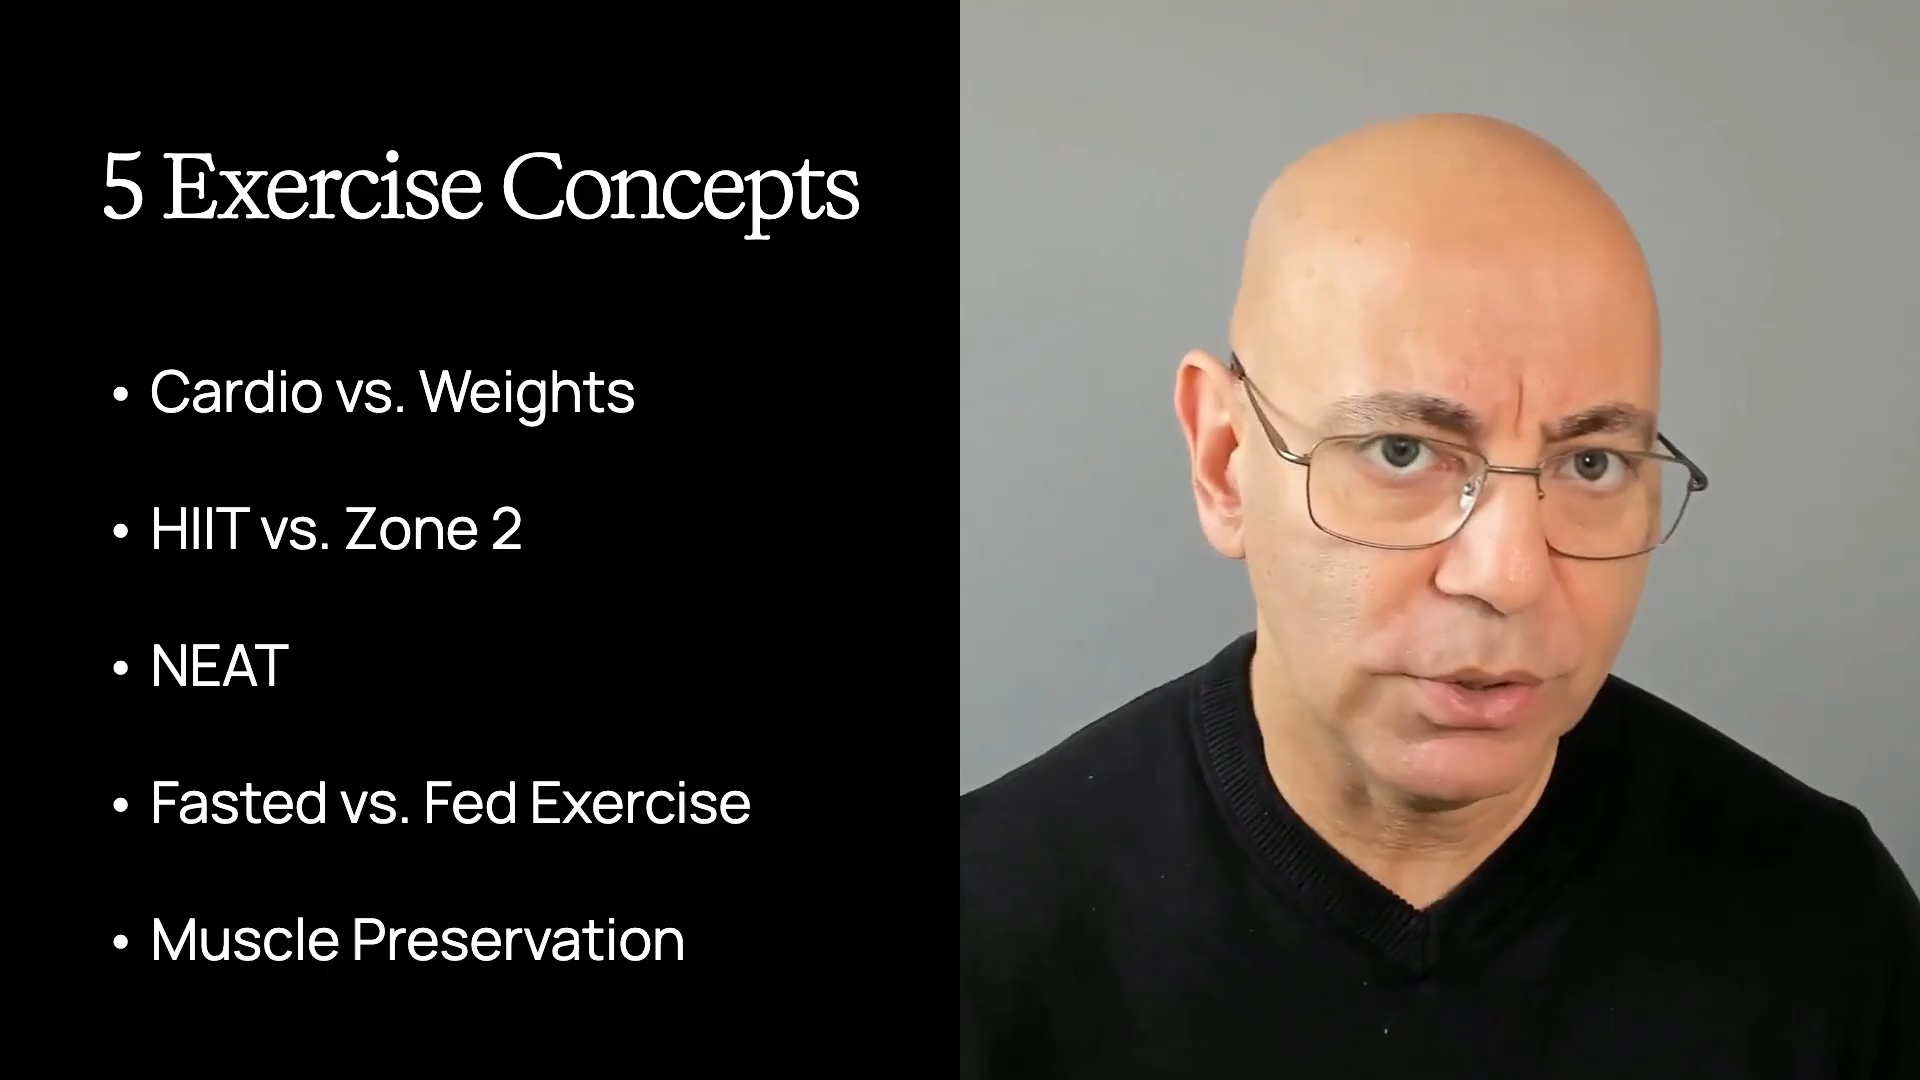 5 Exercise Concepts
• Cardio vs. Weights
• HIIT vs. Zone 2
• NEAT
• Fasted vs. Fed Exercise
• Muscle Preservation